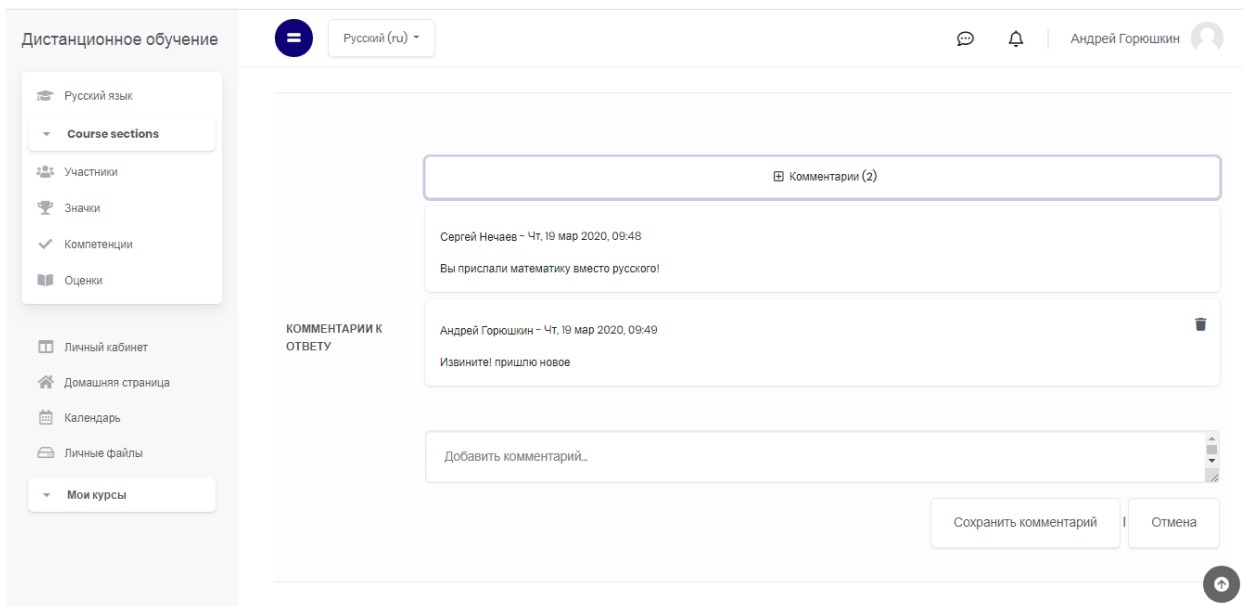 Дистанционное обучение
Русский (ru)
Андрей Горюшкин
Русский язык
Course sections
Участники
Значки
Компетенции
Оценки
Личный кабинет
Домашняя страница
Календарь
Личные файлы
Мои курсы
КОММЕНТАРИИ К
ОТВЕТУ
Комментарии (2)
Сергей Нечаев - Чт, 19 мар 2020, 09:48
Вы прислали математику вместо русского!
Андрей Горюшкин - Чт, 19 мар 2020, 09:49
Извините! пришлю новое
Добавить комментарий...
Сохранить комментарий | Отмена